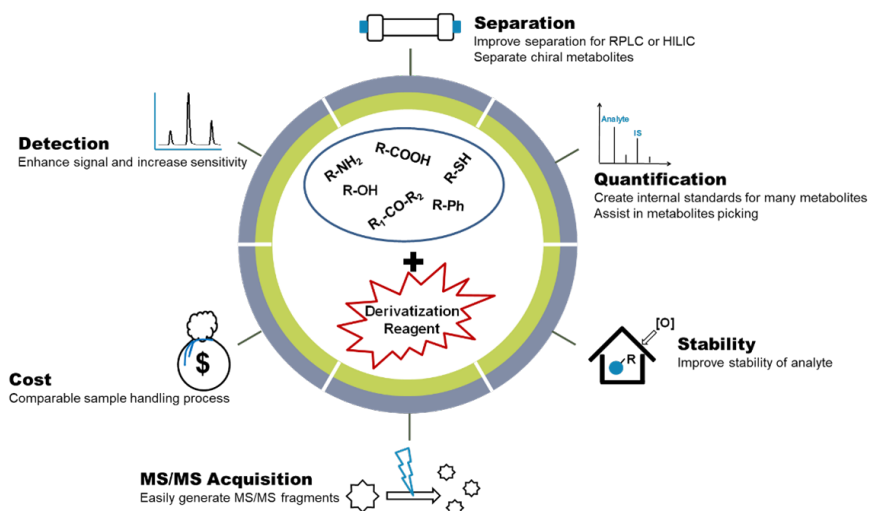 Separation
Improve separation for RPLC or HILIC
Separate chiral metabolites
Detection
Enhance signal and increase sensitivity
Analyte
IS
Quantification
Create internal standards for many metabolites
Assist in metabolites picking
R-NH₂
R-COOH
R-SH
R-OH
R₁-CO-R₂
R-Ph
+
Derivatization
Reagent
[O]
R
Stability
Improve stability of analyte
$
Cost
Comparable sample handling process
MS/MS Acquisition
Easily generate MS/MS fragments